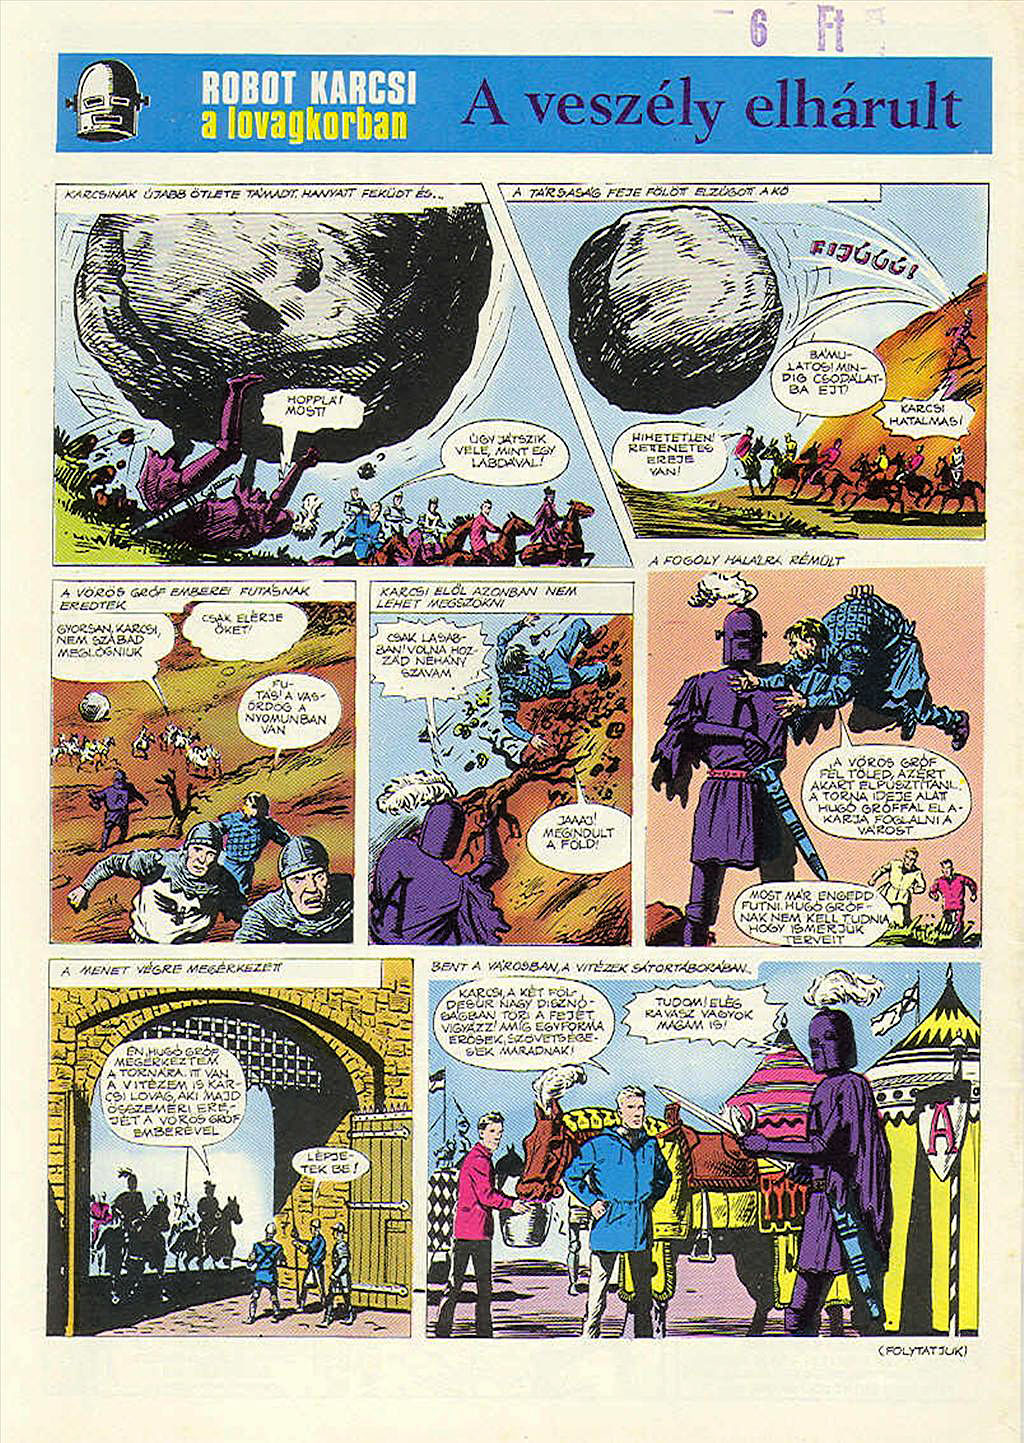 6 Ft
ROBOT KARCSI
a lovagkorban
A veszély elhárult
KARCSINAK ÚJABB ÖTLETE TÁMADT. HANYATT FEKÜDT ÉS...
HOPPLÁ!
MOST!
ÚGY JÁTSZIK
VELE, MINT EGY
LABDÁVAL!
A TÁRSASÁG FEJE FÖLÖTT ELZÚGOTT A KŐ
FIJÚÚÚ!
BÁMU-
LATOS! MIN-
DIG CSODÁLAT-
BA EJT!
KARCSI
HATALMAS!
HIHETETLEN!
RETTENETES
EREJE
VAN!
A VÖRÖS GRÓF EMBEREI FUTÁSNAK
EREDTEK
GYORSAN, KARCSI,
NEM SZABAD
MEGLÓGNIUK
CSAK ELÉRJE
ŐKET!
FU-
TÁS! A VAS-
ÖRDÖG A
NYOMUNBAN
VAN
KARCSI ELŐL AZONBAN NEM
LEHET MEGSZÖKNI
CSAK LASAB-
BAN! VOLNA HOZ-
ZÁD NÉHÁNY
SZAVAM
JAAAJ!
MEGINDULT
A FÖLD!
A FOGOLY HALÁLRA RÉMÜLT
A VÖRÖS GRÓF
FÉL TŐLED, AZÉRT
AKART ELPUSZTÍTANI.
A TORNA IDEJE ALATT
HUGÓ GRÓFFAL EL A-
KARJA FOGLALNI A
VÁROST
MOST MÁR ENGEDD
FUTNI. HUGÓ GRÓF-
NAK NEM KELL TUDNIA,
HOGY ISMERJÜK
TERVEIT
A MENET VÉGRE MEGÉRKEZETT
ÉN, HUGÓ GRÓF
MEGÉRKEZTEM
A TORNÁRA. ITT VAN
A VITÉZEM IS KAR-
CSI LOVAG, AKI MAJD
ÖSSZEMÉRI ERE-
JÉT A VÖRÖS GRÓF
EMBERÉVEL
LÉPJE-
TEK BE!
BENT A VÁROSBAN, A VITÉZEK SÁTORTÁBORÁBAN...
KARCSI, A KÉT FÖL-
DESÚR NAGY DISZNÓ-
SÁGBAN TÖRI A FEJÉT
VIGYÁZZ! AMÍG EGYFORMA
ERŐSEK, SZÖVETSÉGE-
SEK MARADNAK!
TUDOM! ELÉG
RAVASZ VAGYOK
MAGAM IS!
A
(FOLYTATJUK)